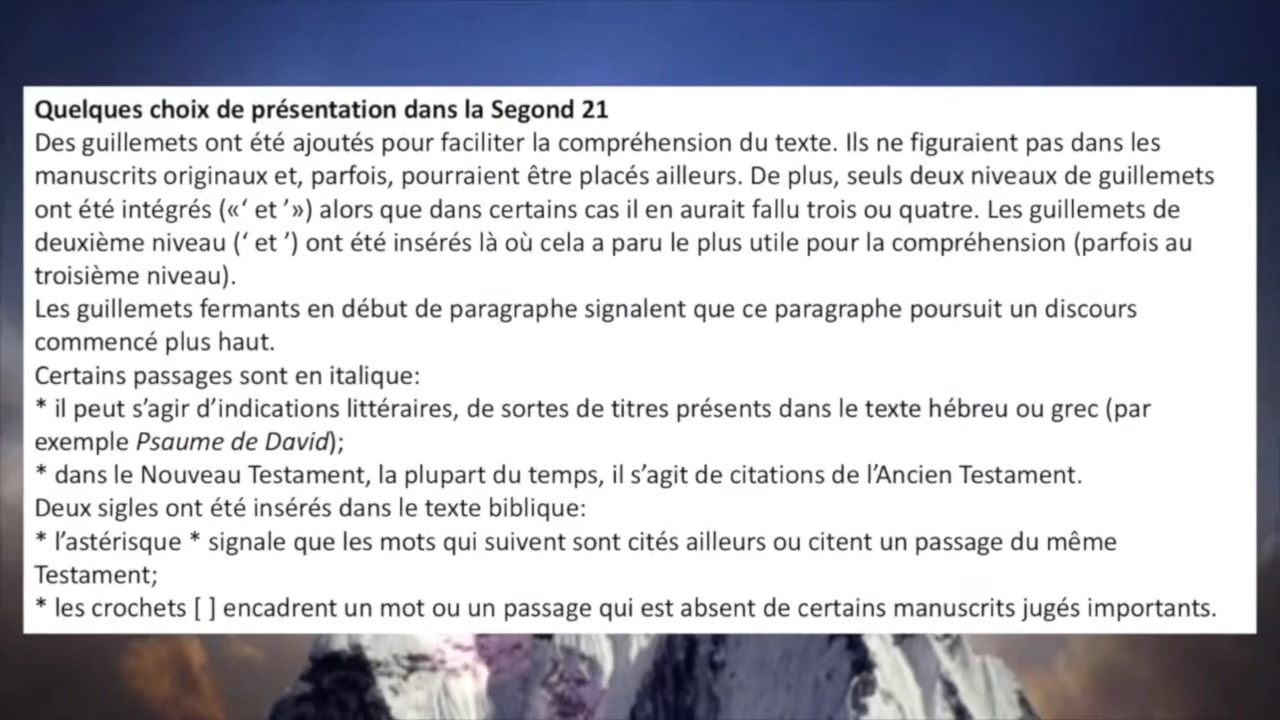 Quelques choix de présentation dans la Segond 21
Des guillemets ont été ajoutés pour faciliter la compréhension du texte. Ils ne figuraient pas dans les
manuscrits originaux et, parfois, pourraient être placés ailleurs. De plus, seuls deux niveaux de guillemets
ont été intégrés («‘ et ’») alors que dans certains cas il en aurait fallu trois ou quatre. Les guillemets de
deuxième niveau (‘ et ’) ont été insérés là où cela a paru le plus utile pour la compréhension (parfois au
troisième niveau).
Les guillemets fermants en début de paragraphe signalent que ce paragraphe poursuit un discours
commencé plus haut.
Certains passages sont en italique:
* il peut s’agir d’indications littéraires, de sortes de titres présents dans le texte hébreu ou grec (par
exemple Psaume de David);
* dans le Nouveau Testament, la plupart du temps, il s’agit de citations de l’Ancien Testament.
Deux sigles ont été insérés dans le texte biblique:
* l’astérisque * signale que les mots qui suivent sont cités ailleurs ou citent un passage du même
Testament;
* les crochets [ ] encadrent un mot ou un passage qui est absent de certains manuscrits jugés importants.